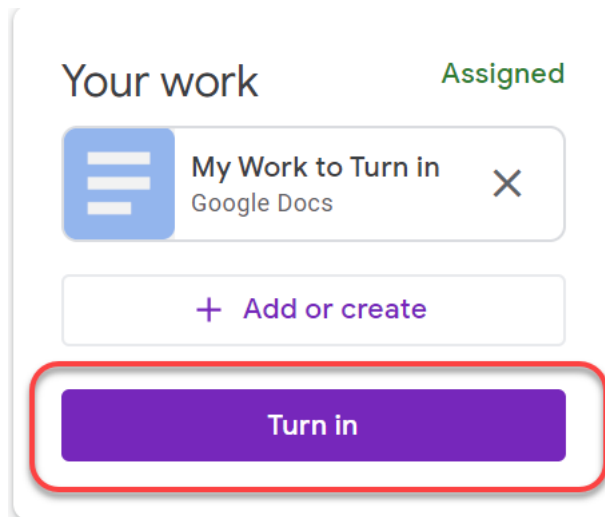 Your work
Assigned
My Work to Turn in
Google Docs
+ Add or create
Turn in